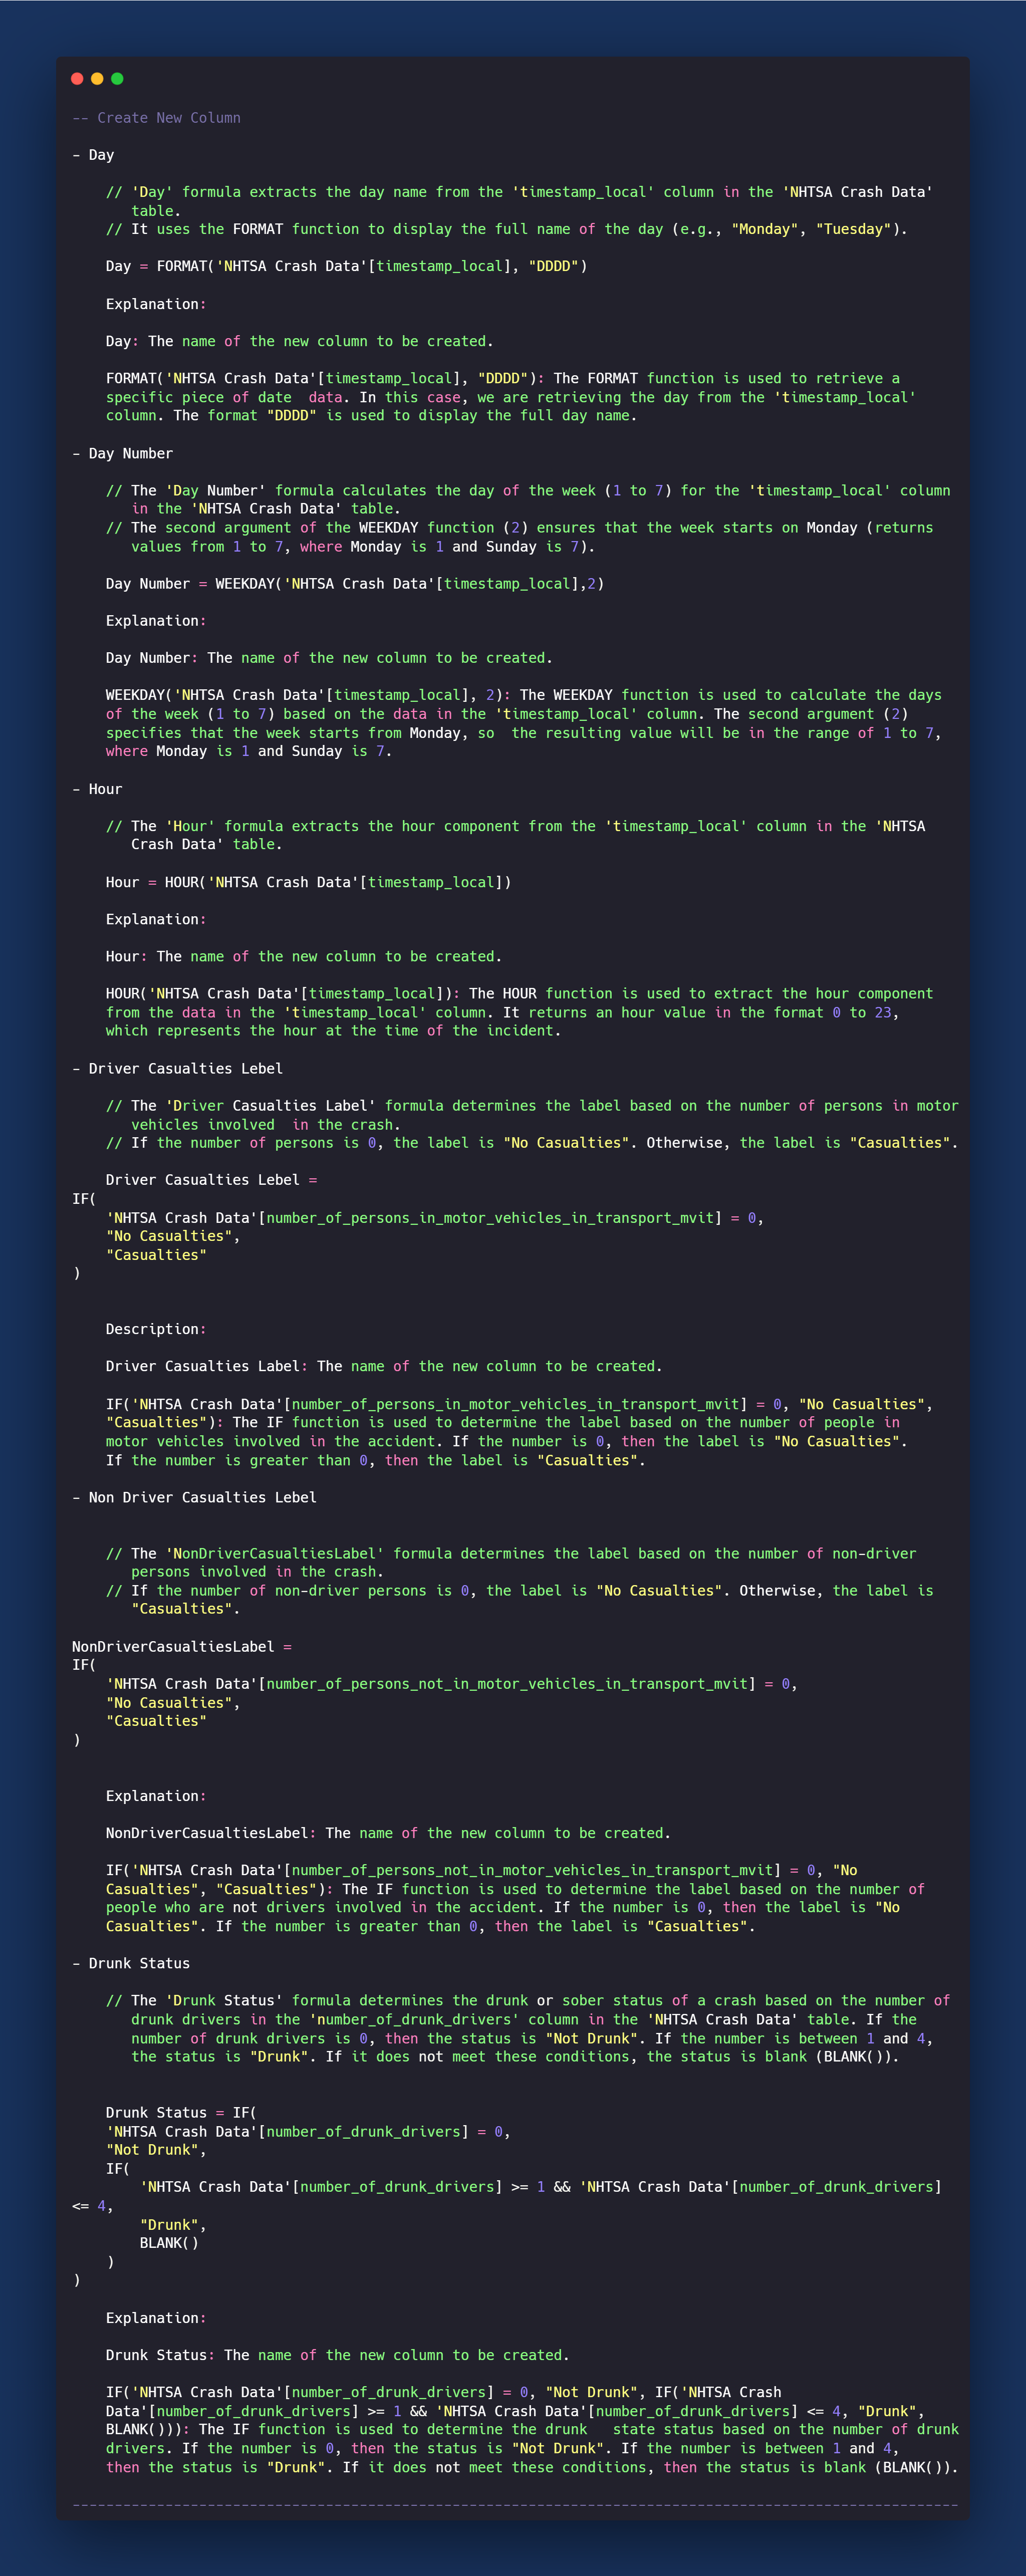 -- Create New Column
- Day
// 'Day' formula extracts the day name from the 'timestamp_local' column in the 'NHTSA Crash Data'
table.
// It uses the FORMAT function to display the full name of the day (e.g., "Monday", "Tuesday").
Day = FORMAT('NHTSA Crash Data'[timestamp_local], "DDDD")
Explanation:
Day: The name of the new column to be created.
FORMAT('NHTSA Crash Data'[timestamp_local], "DDDD"): The FORMAT function is used to retrieve a
specific piece of date  data. In this case, we are retrieving the day from the 'timestamp_local'
column. The format "DDDD" is used to display the full day name.
- Day Number
// The 'Day Number' formula calculates the day of the week (1 to 7) for the 'timestamp_local' column
in the 'NHTSA Crash Data' table.
// The second argument of the WEEKDAY function (2) ensures that the week starts on Monday (returns
values from 1 to 7, where Monday is 1 and Sunday is 7).
Day Number = WEEKDAY('NHTSA Crash Data'[timestamp_local],2)
Explanation:
Day Number: The name of the new column to be created.
WEEKDAY('NHTSA Crash Data'[timestamp_local], 2): The WEEKDAY function is used to calculate the days
of the week (1 to 7) based on the data in the 'timestamp_local' column. The second argument (2)
specifies that the week starts from Monday, so  the resulting value will be in the range of 1 to 7,
where Monday is 1 and Sunday is 7.
- Hour
// The 'Hour' formula extracts the hour component from the 'timestamp_local' column in the 'NHTSA
Crash Data' table.
Hour = HOUR('NHTSA Crash Data'[timestamp_local])
Explanation:
Hour: The name of the new column to be created.
HOUR('NHTSA Crash Data'[timestamp_local]): The HOUR function is used to extract the hour component
from the data in the 'timestamp_local' column. It returns an hour value in the format 0 to 23,
which represents the hour at the time of the incident.
- Driver Casualties Lebel
// The 'Driver Casualties Label' formula determines the label based on the number of persons in motor
vehicles involved  in the crash.
// If the number of persons is 0, the label is "No Casualties". Otherwise, the label is "Casualties".
Driver Casualties Lebel =
IF(
'NHTSA Crash Data'[number_of_persons_in_motor_vehicles_in_transport_mvit] = 0,
"No Casualties",
"Casualties"
)
Description:
Driver Casualties Label: The name of the new column to be created.
IF('NHTSA Crash Data'[number_of_persons_in_motor_vehicles_in_transport_mvit] = 0, "No Casualties",
"Casualties"): The IF function is used to determine the label based on the number of people in
motor vehicles involved in the accident. If the number is 0, then the label is "No Casualties".
If the number is greater than 0, then the label is "Casualties".
- Non Driver Casualties Lebel
// The 'NonDriverCasualtiesLabel' formula determines the label based on the number of non-driver
persons involved in the crash.
// If the number of non-driver persons is 0, the label is "No Casualties". Otherwise, the label is
"Casualties".
NonDriverCasualtiesLabel =
IF(
'NHTSA Crash Data'[number_of_persons_not_in_motor_vehicles_in_transport_mvit] = 0,
"No Casualties",
"Casualties"
)
Explanation:
NonDriverCasualtiesLabel: The name of the new column to be created.
IF('NHTSA Crash Data'[number_of_persons_not_in_motor_vehicles_in_transport_mvit] = 0, "No
Casualties", "Casualties"): The IF function is used to determine the label based on the number of
people who are not drivers involved in the accident. If the number is 0, then the label is "No
Casualties". If the number is greater than 0, then the label is "Casualties".
- Drunk Status
// The 'Drunk Status' formula determines the drunk or sober status of a crash based on the number of
drunk drivers in the 'number_of_drunk_drivers' column in the 'NHTSA Crash Data' table. If the
number of drunk drivers is 0, then the status is "Not Drunk". If the number is between 1 and 4,
the status is "Drunk". If it does not meet these conditions, the status is blank (BLANK()).
Drunk Status = IF(
'NHTSA Crash Data'[number_of_drunk_drivers] = 0,
"Not Drunk",
IF(
'NHTSA Crash Data'[number_of_drunk_drivers] >= 1 && 'NHTSA Crash Data'[number_of_drunk_drivers]
<= 4,
"Drunk",
BLANK()
)
)
Explanation:
Drunk Status: The name of the new column to be created.
IF('NHTSA Crash Data'[number_of_drunk_drivers] = 0, "Not Drunk", IF('NHTSA Crash
Data'[number_of_drunk_drivers] >= 1 && 'NHTSA Crash Data'[number_of_drunk_drivers] <= 4, "Drunk",
BLANK())): The IF function is used to determine the drunk   state status based on the number of drunk
drivers. If the number is 0, then the status is "Not Drunk". If the number is between 1 and 4,
then the status is "Drunk". If it does not meet these conditions, then the status is blank (BLANK()).
---------------------------------------------------------------------------------------------------------